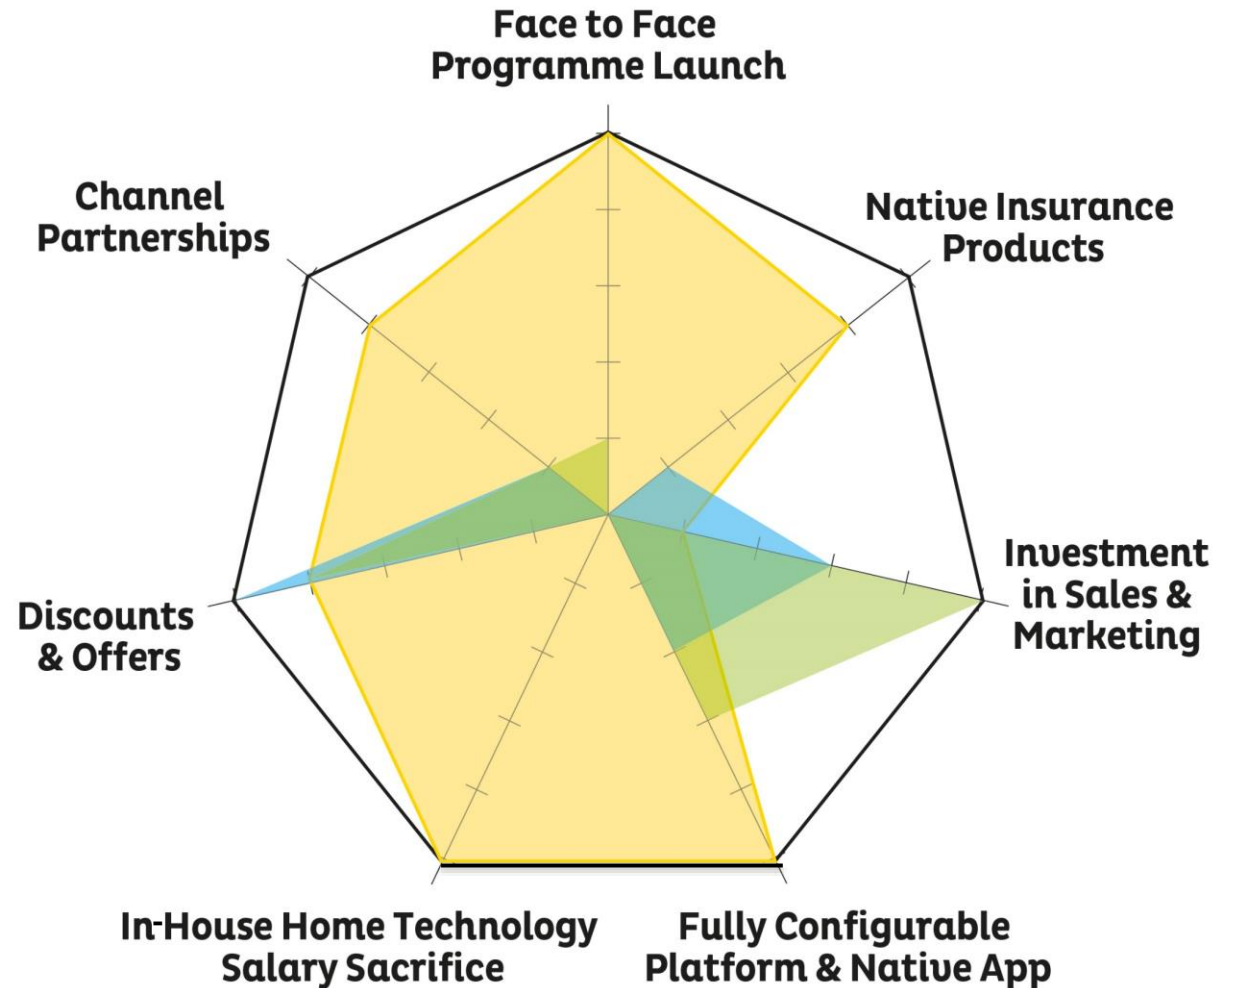 Face to Face
Programme Launch
Channel
Partnerships
Native Insurance
Products
Investment
in Sales &
Marketing
Discounts
& Offers
In-House Home Technology
Salary Sacrifice
Fully Configurable
Platform & Native App